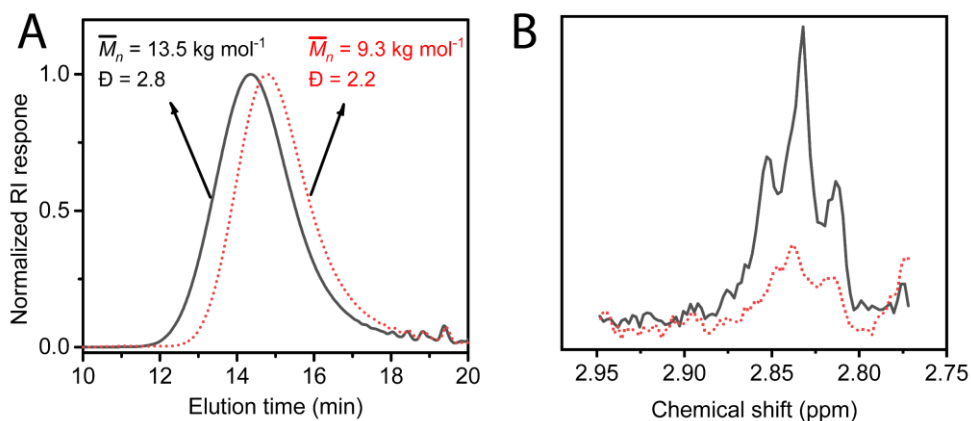 A
M̅n = 13.5 kg mol⁻¹
Đ = 2.8
M̅n = 9.3 kg mol⁻¹
Đ = 2.2
Normalized RI respone
1.0
0.5
0.0
10 12 14 16 18 20
Elution time (min)
B
2.95 2.90 2.85 2.80 2.75
Chemical shift (ppm)